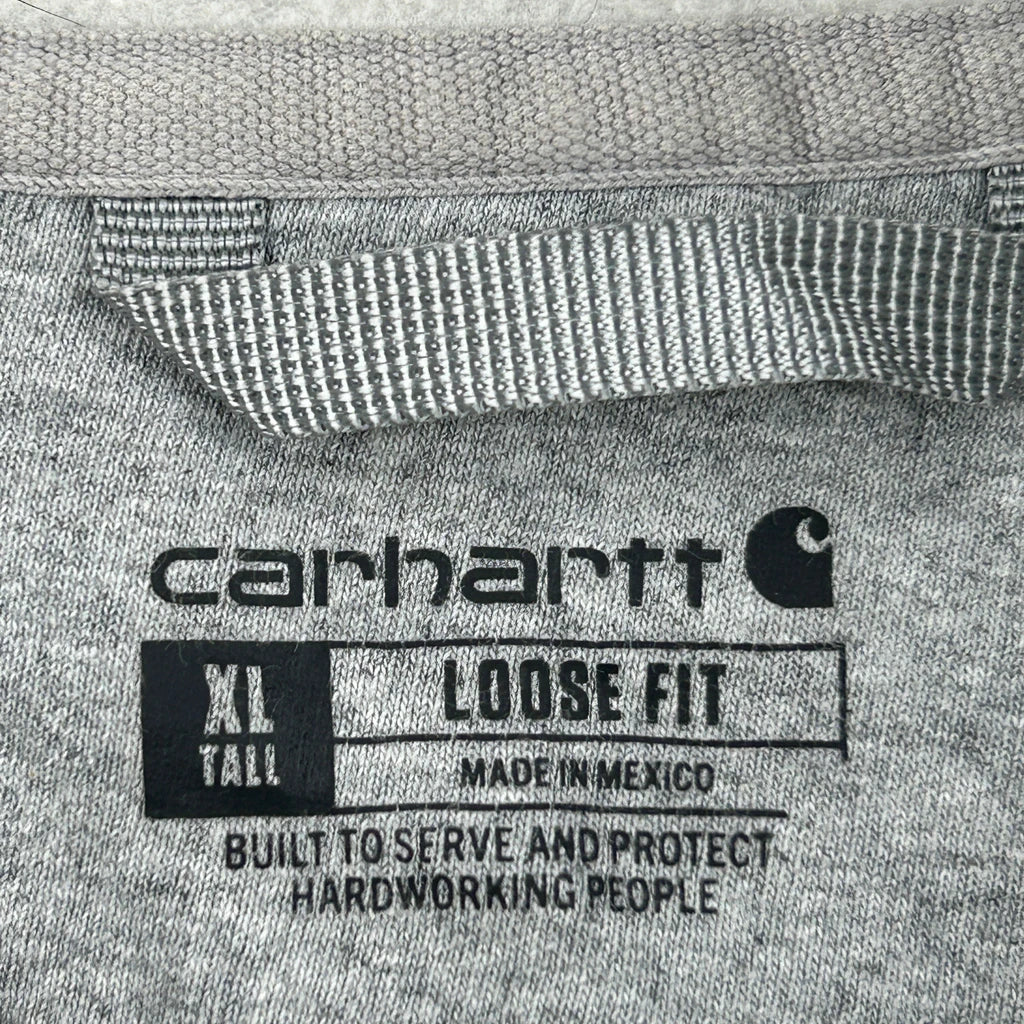 carhartt
XL
TALL
LOOSE FIT
MADE IN MEXICO
BUILT TO SERVE AND PROTECT
HARDWORKING PEOPLE